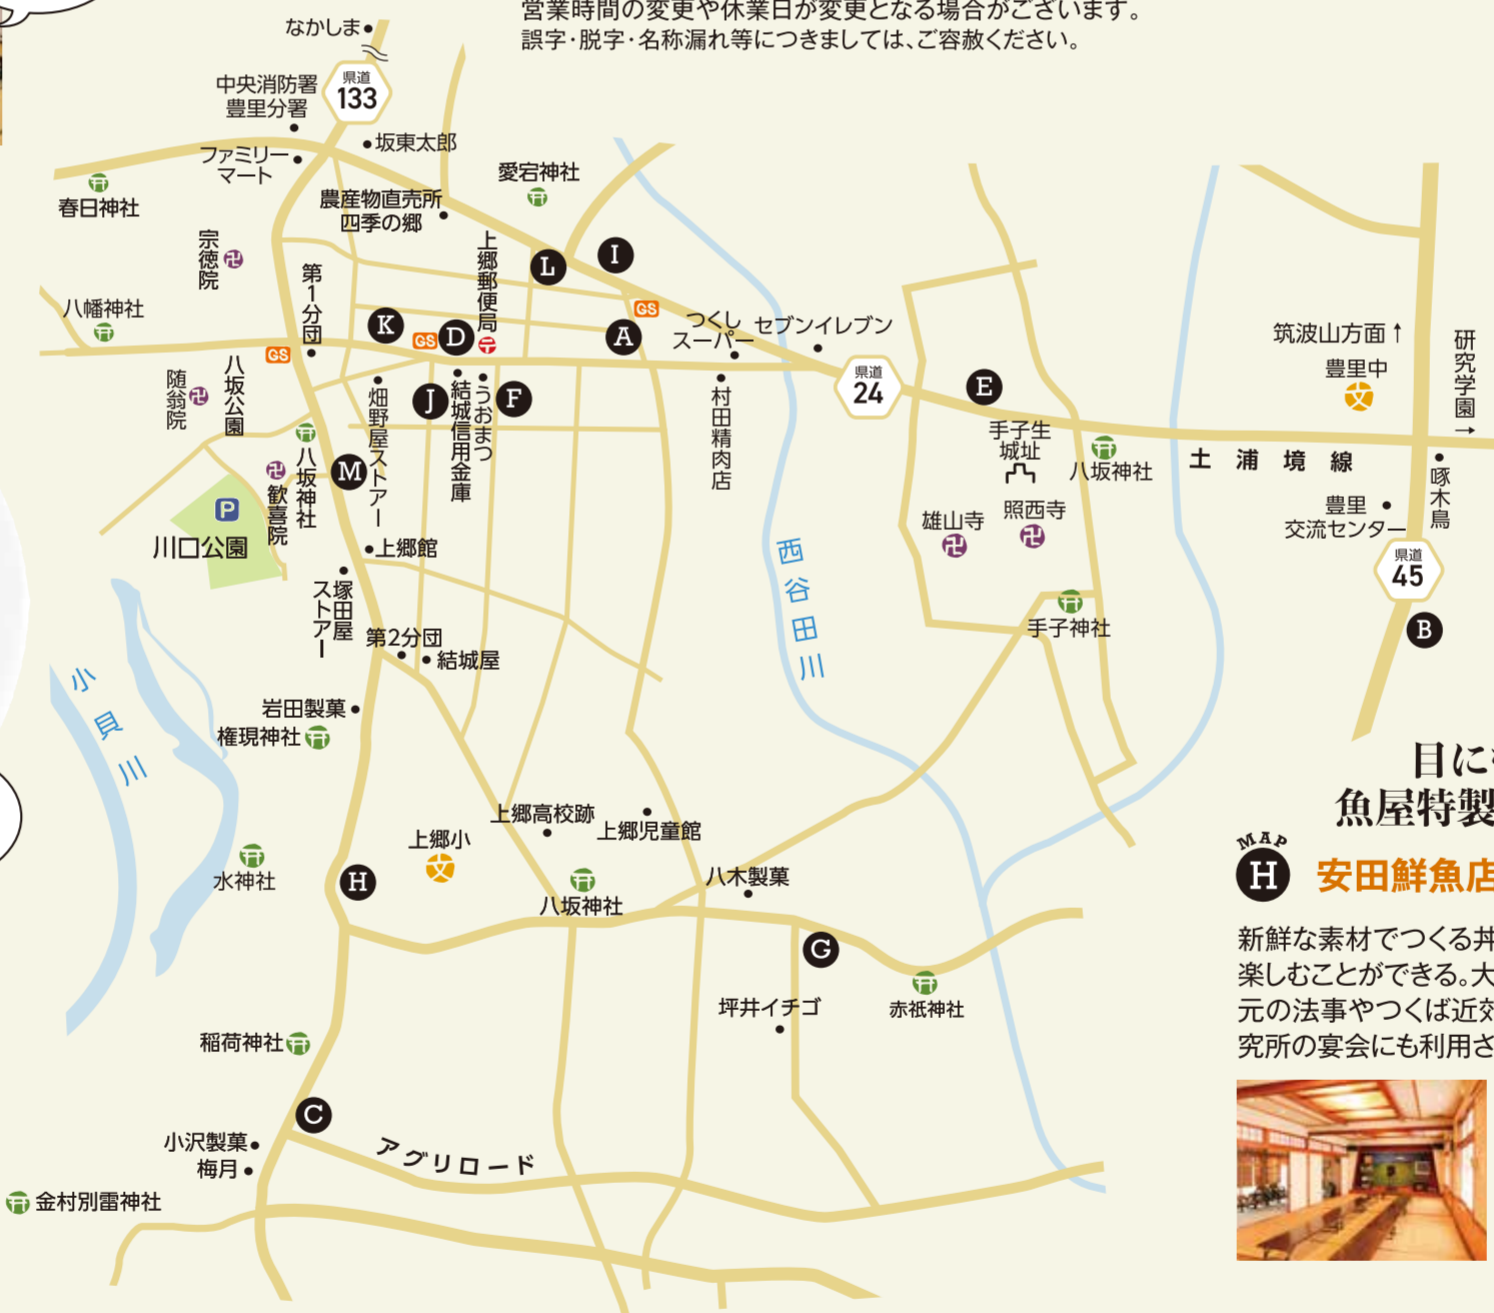 営業時間の変更や休業日が変更となる場合がございます。
誤字・脱字・名称漏れ等につきましては、ご容赦ください。
なかしま
県道
133
中央消防署
豊里分署
坂東太郎
ファミリー
マート
春日神社
愛宕神社
農産物直売所
四季の郷
宗徳院
上郷郵便局
第1分団
L
I
八幡神社
GS
K
GS
D
A
つくし
スーパー
セブンイレブン
GS
八坂公園
随翁院
県道
24
E
筑波山方面↑
豊里中
文
研究学園→
J
結城信用金庫
うおまつ
F
畑野屋ストアー
村田精肉店
手子生
城址
八坂神社
土浦境線
M
八坂神社
歓喜院
P
川口公園
上郷館
雄山寺
照西寺
豊里
交流センター
啄木鳥
県道
45
B
西谷田川
塚田屋
ストアー
第2分団
結城屋
手子神社
小貝川
岩田製菓
権現神社
目に
魚屋特製
上郷高校跡
上郷児童館
上郷小
文
水神社
H
八坂神社
八木製菓
MAP
H
安田鮮魚店
G
新鮮な素材でつくる丼
楽しむことができる。大
元の法事やつくば近郊
究所の宴会にも利用さ
坪井イチゴ
赤祇神社
稲荷神社
C
小沢製菓
梅月
アグリロード
金村別雷神社